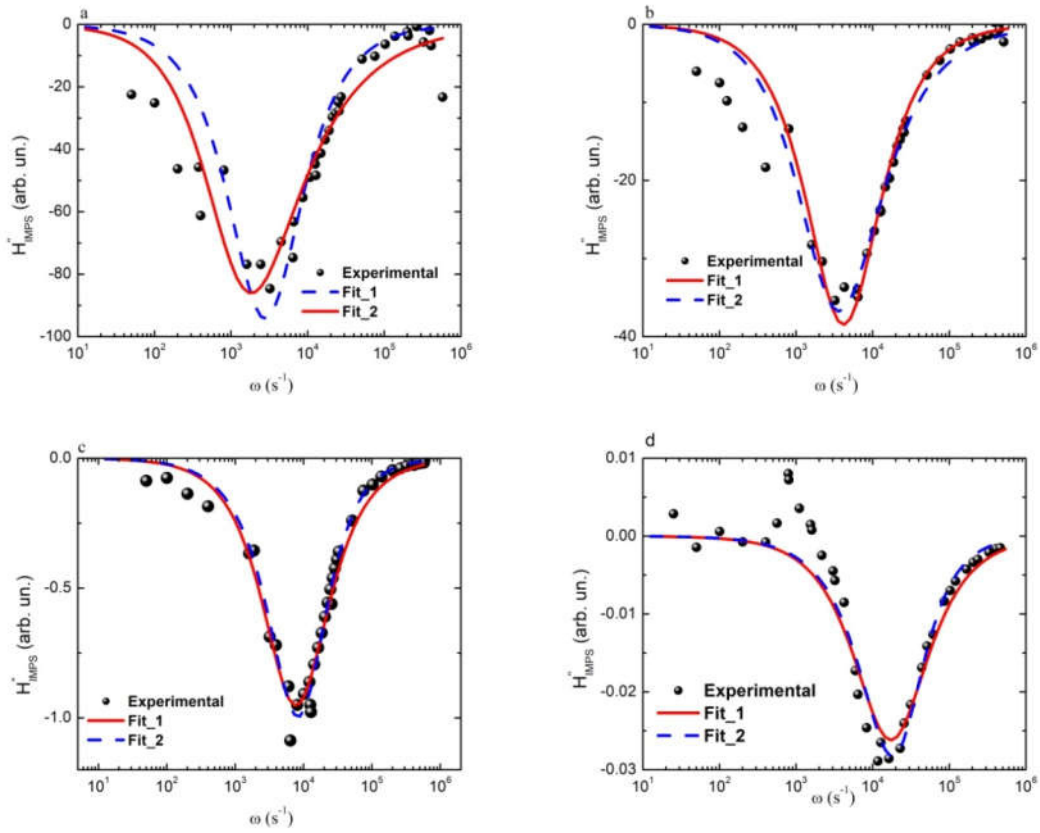 a
0
-20
-40
-60
-80
-100
H"IMPS (arb. un.)
Experimental
Fit_1
Fit_2
10¹ 10² 10³ 10⁴ 10⁵ 10⁶
ω (s⁻¹)
b
0
-20
-40
H"IMPS (arb. un.)
Experimental
Fit_1
Fit_2
10¹ 10² 10³ 10⁴ 10⁵ 10⁶
ω (s⁻¹)
c
0.0
-0.5
-1.0
H"IMPS (arb. un.)
Experimental
Fit_1
Fit_2
10¹ 10² 10³ 10⁴ 10⁵ 10⁶
ω (s⁻¹)
d
0.01
0.00
-0.01
-0.02
-0.03
H"IMPS (arb. un.)
Experimental
Fit_1
Fit_2
10¹ 10² 10³ 10⁴ 10⁵ 10⁶
ω (s⁻¹)